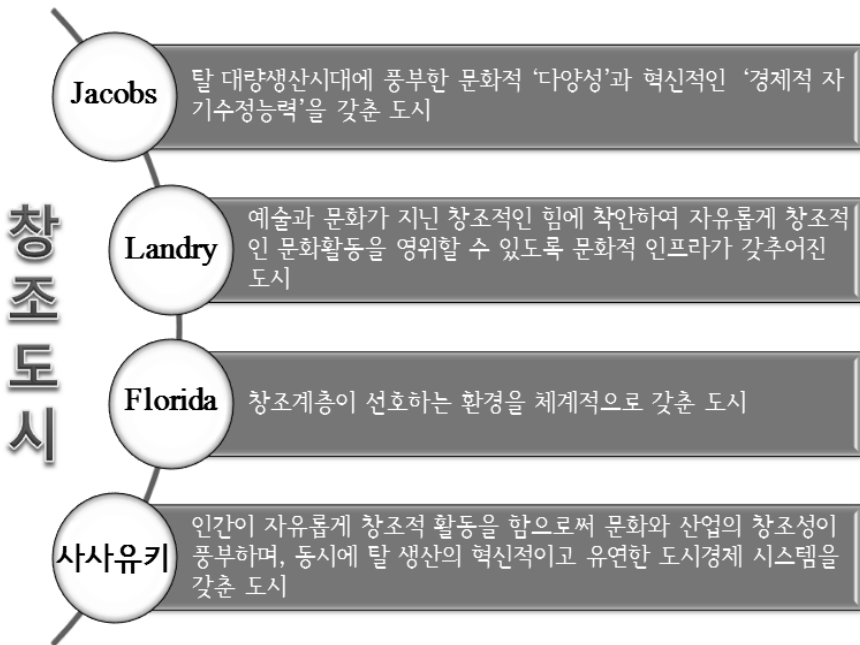 창조도시
Jacobs
탈 대량생산시대에 풍부한 문화적 ‘다양성’과 혁신적인 ‘경제적 자
기수정능력’을 갖춘 도시
Landry
예술과 문화가 지닌 창조적인 힘에 착안하여 자유롭게 창조적
인 문화활동을 영위할 수 있도록 문화적 인프라가 갖추어진
도시
Florida
창조계층이 선호하는 환경을 체계적으로 갖춘 도시
사사유키
인간이 자유롭게 창조적 활동을 함으로써 문화와 산업의 창조성이
풍부하며, 동시에 탈 생산의 혁신적이고 유연한 도시경제 시스템을
갖춘 도시